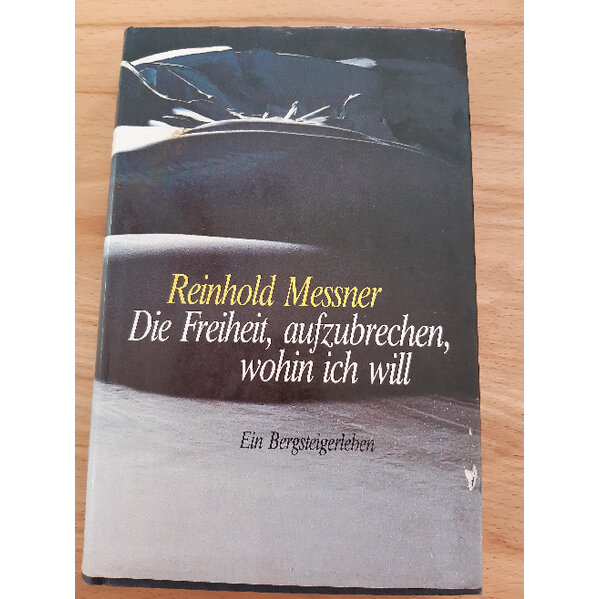 Reinhold Messner
Die Freiheit, aufzubrechen,
wohin ich will
Ein Bergsteigerleben